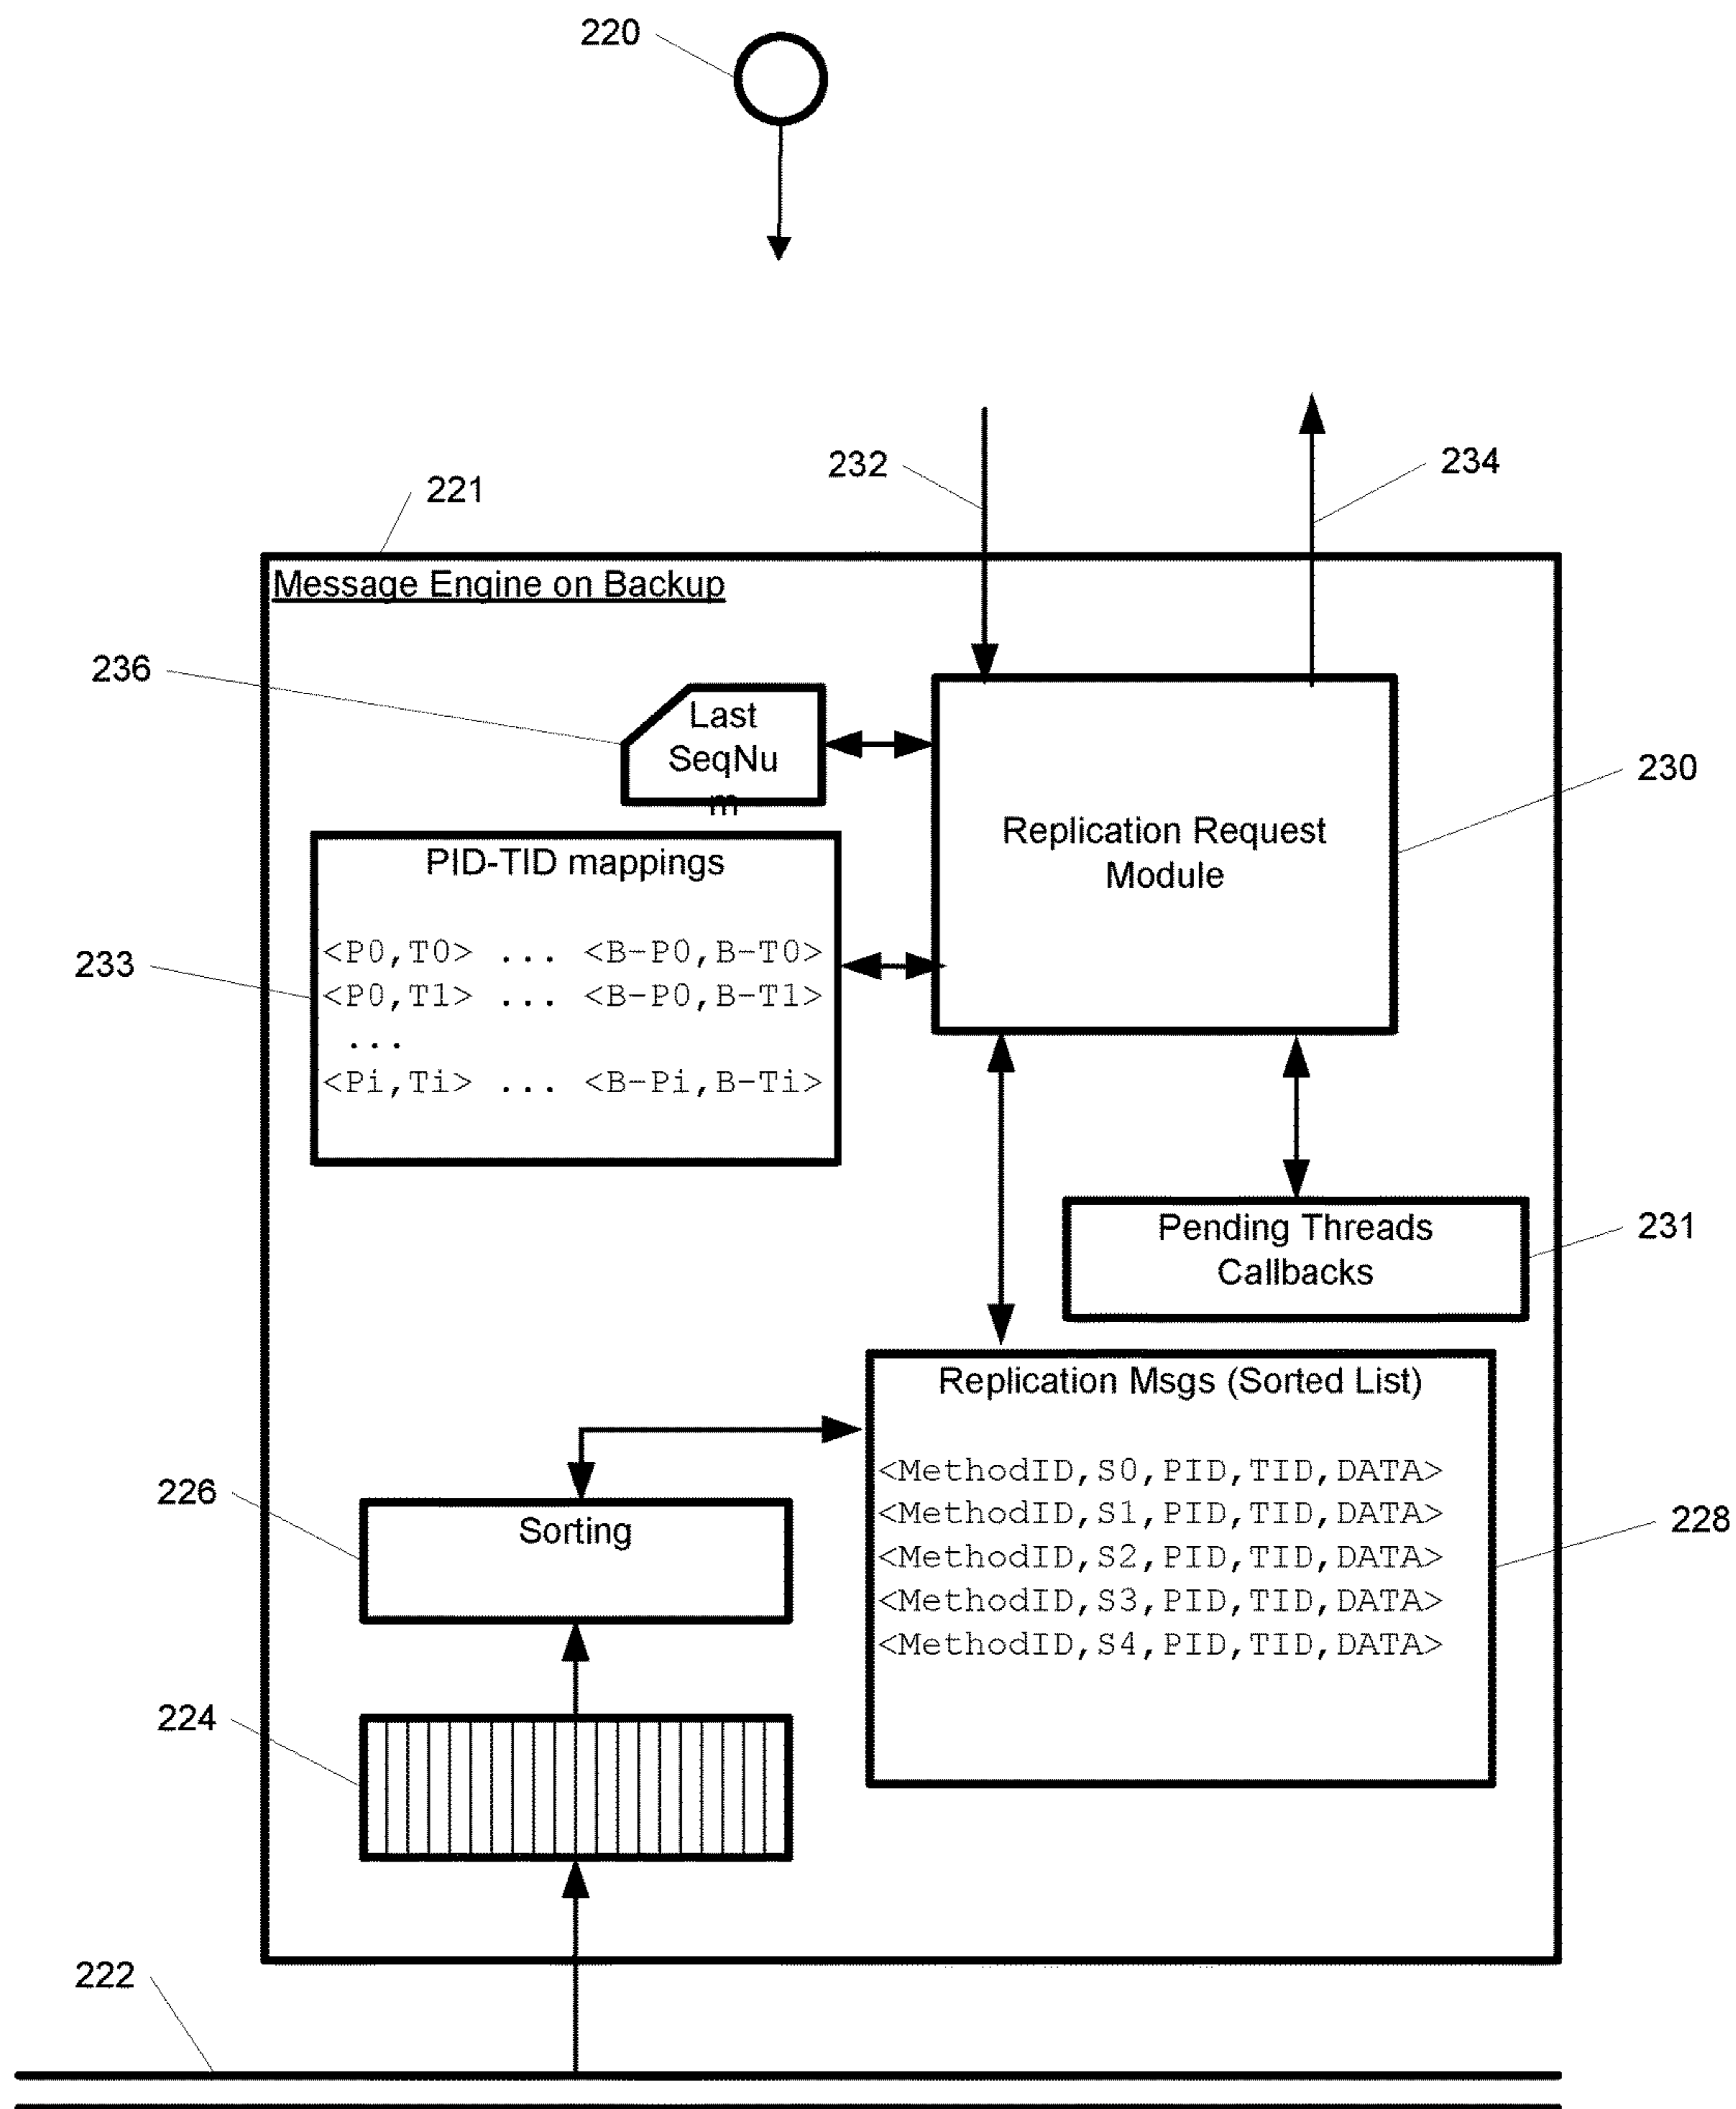 220
232
234
221
Message Engine on Backup
236
Last
SeqNu
m
230
Replication Request
Module
PID-TID mappings
233
<P0,T0> ... <B-P0,B-T0>
<P0,T1> ... <B-P0,B-T1>
...
<Pi,Ti> ... <B-Pi,B-Ti>
Pending Threads
Callbacks
231
Replication Msgs (Sorted List)
<MethodID,S0,PID,TID,DATA>
<MethodID,S1,PID,TID,DATA>
<MethodID,S2,PID,TID,DATA>
<MethodID,S3,PID,TID,DATA>
<MethodID,S4,PID,TID,DATA>
228
226
Sorting
224
222